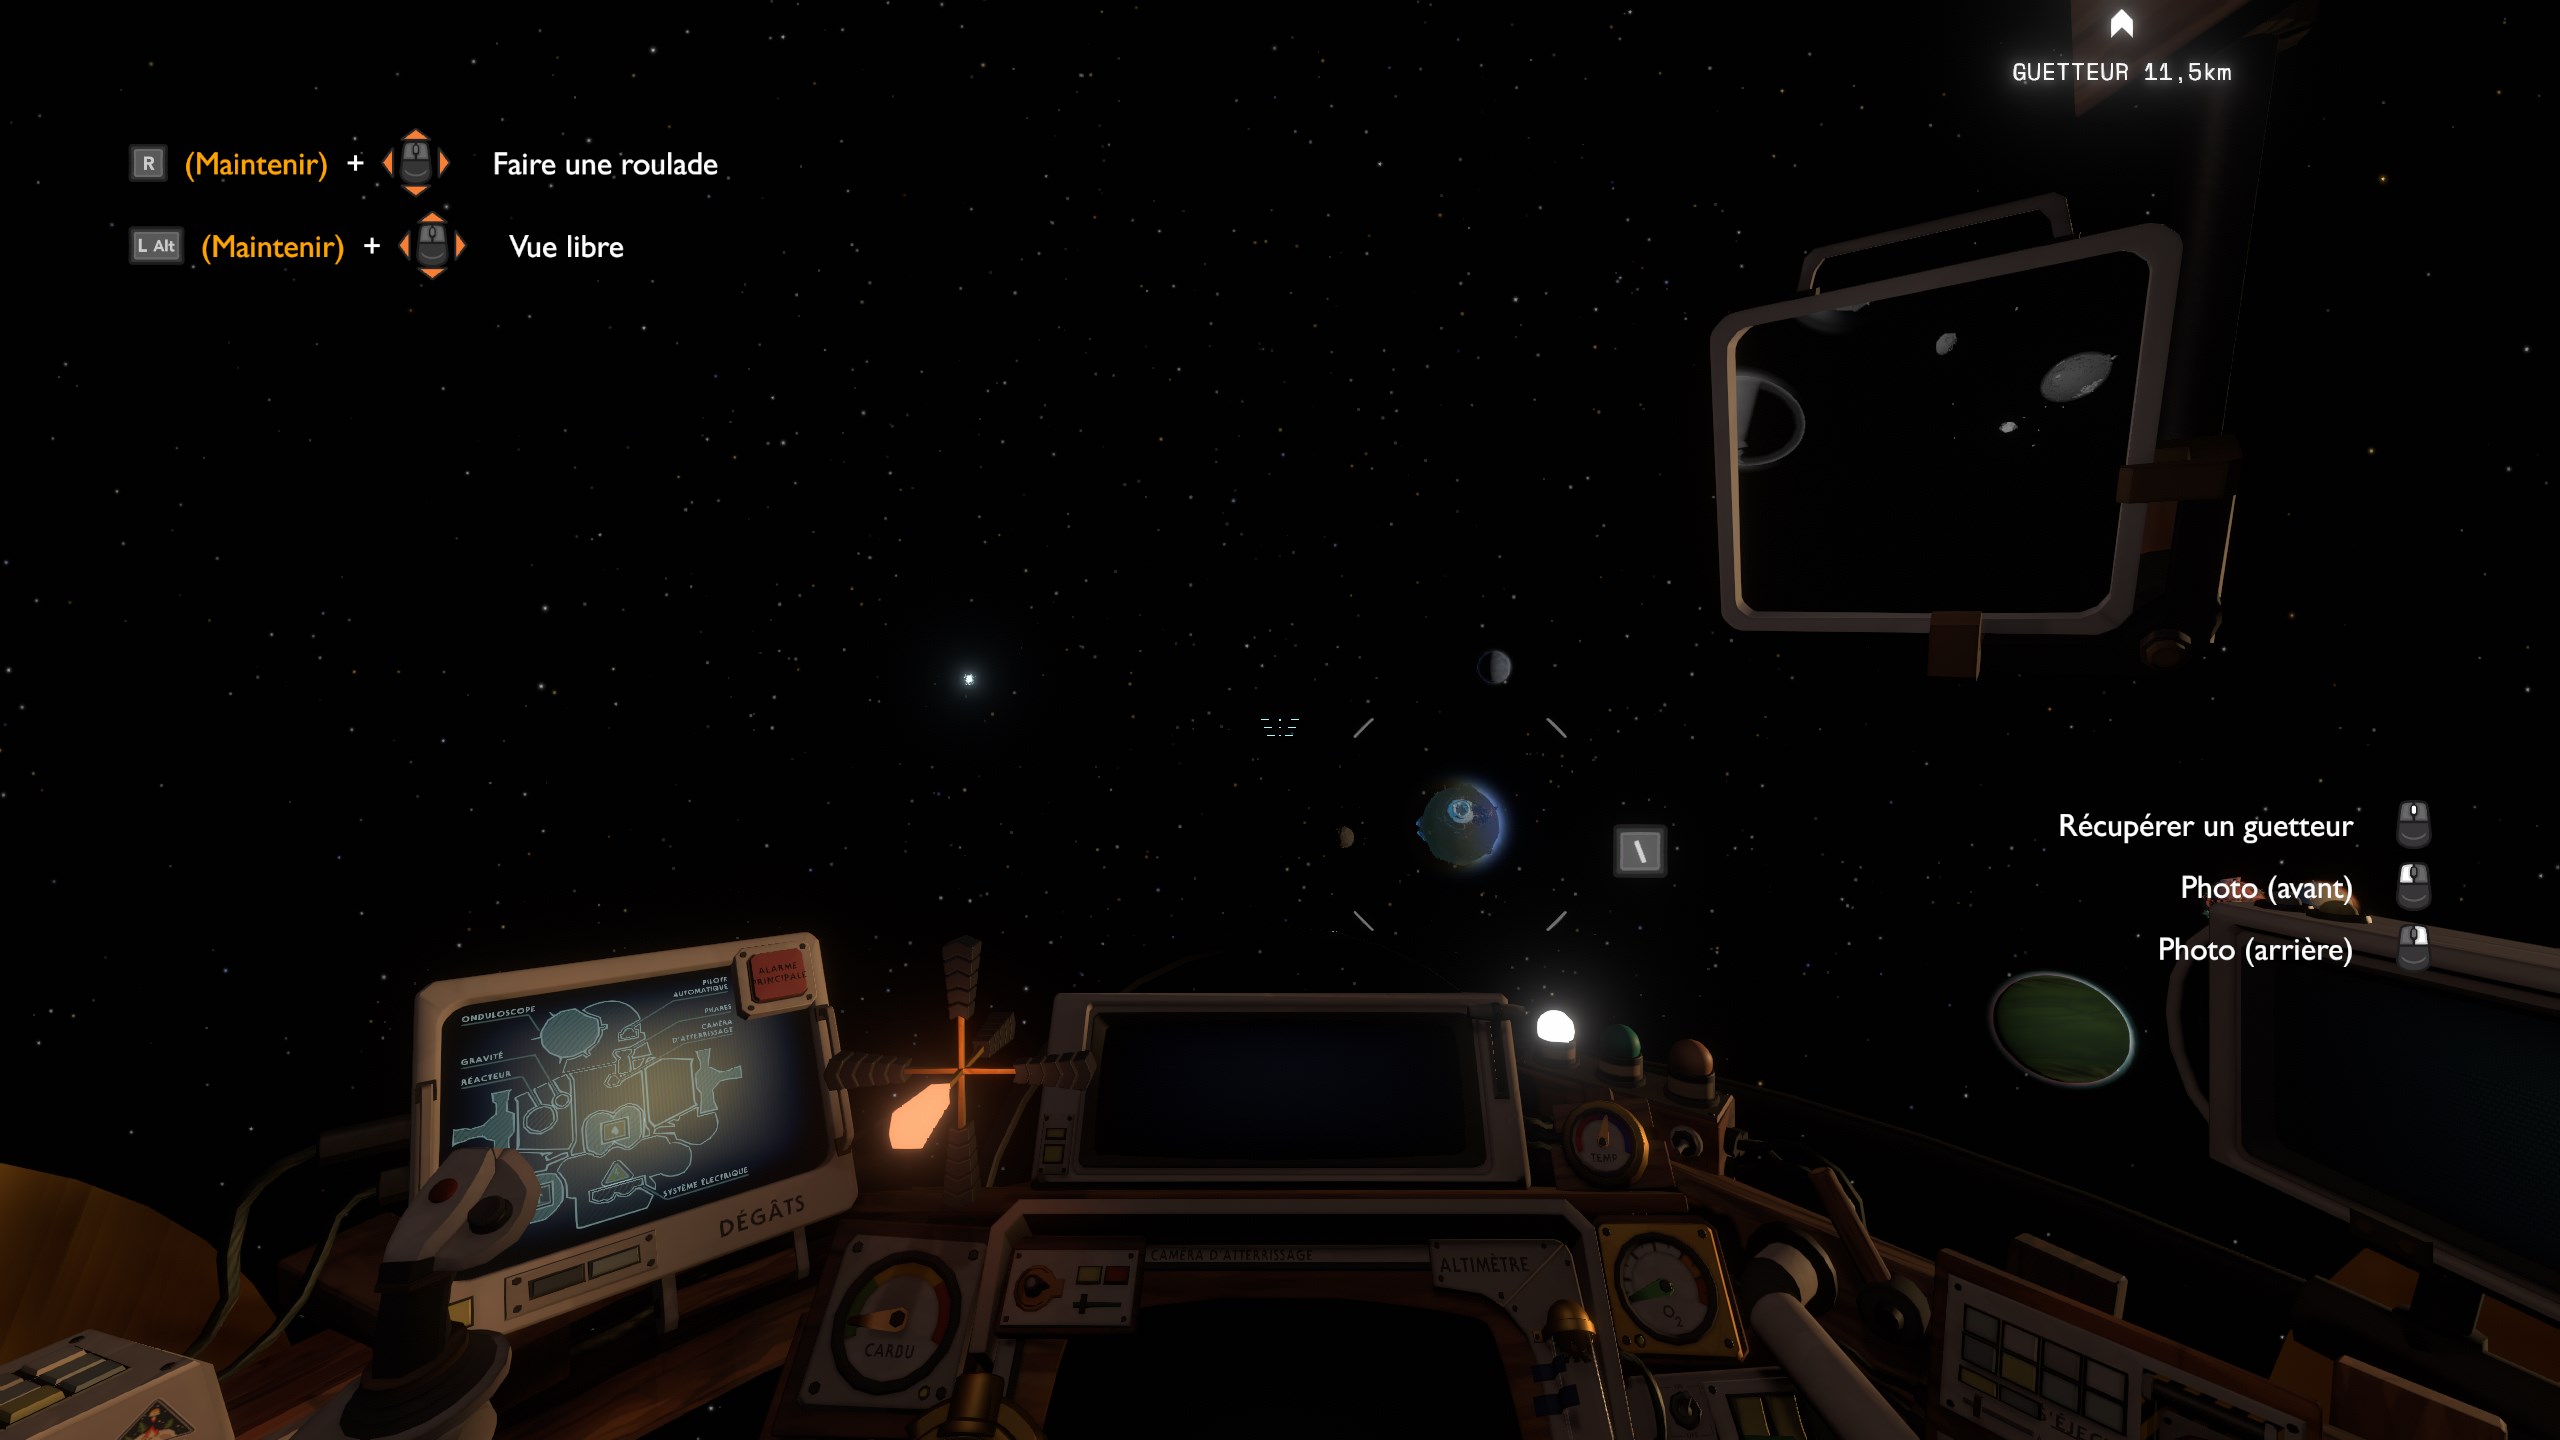 GUETTEUR 11,5km
R (Maintenir) + Faire une roulade
L Alt (Maintenir) + Vue libre
\
Récupérer un guetteur
Photo (avant)
Photo (arrière)
ALARME
PRINCIPALE
PILOTE
AUTOMATIQUE
ONDULOSCOPE
PHARES
CAMÉRA
D'ATTERRISSAGE
GRAVITÉ
RÉACTEUR
SYSTÈME ÉLECTRIQUE
DÉGÂTS
TEMP
CAMÉRA D'ATTERRISSAGE
ALTIMÈTRE
O2
CARBU